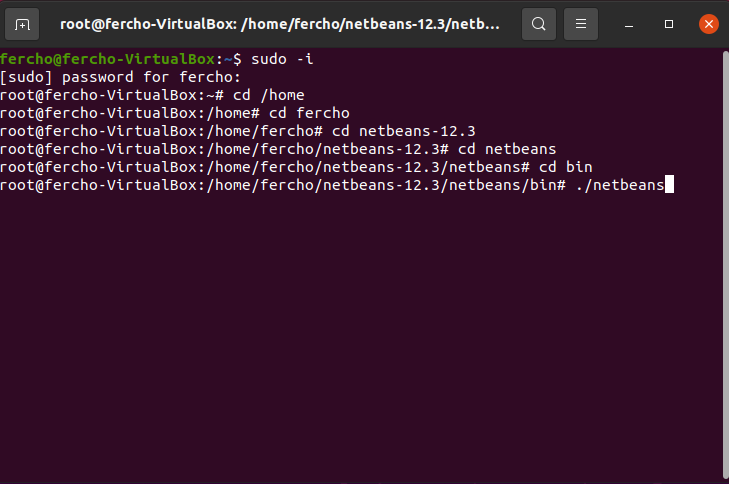 root@fercho-VirtualBox: /home/fercho/netbeans-12.3/netb...
fercho@fercho-VirtualBox:~$ sudo -i
[sudo] password for fercho:
root@fercho-VirtualBox:~# cd /home
root@fercho-VirtualBox:/home# cd fercho
root@fercho-VirtualBox:/home/fercho# cd netbeans-12.3
root@fercho-VirtualBox:/home/fercho/netbeans-12.3# cd netbeans
root@fercho-VirtualBox:/home/fercho/netbeans-12.3/netbeans# cd bin
root@fercho-VirtualBox:/home/fercho/netbeans-12.3/netbeans/bin# ./netbeans